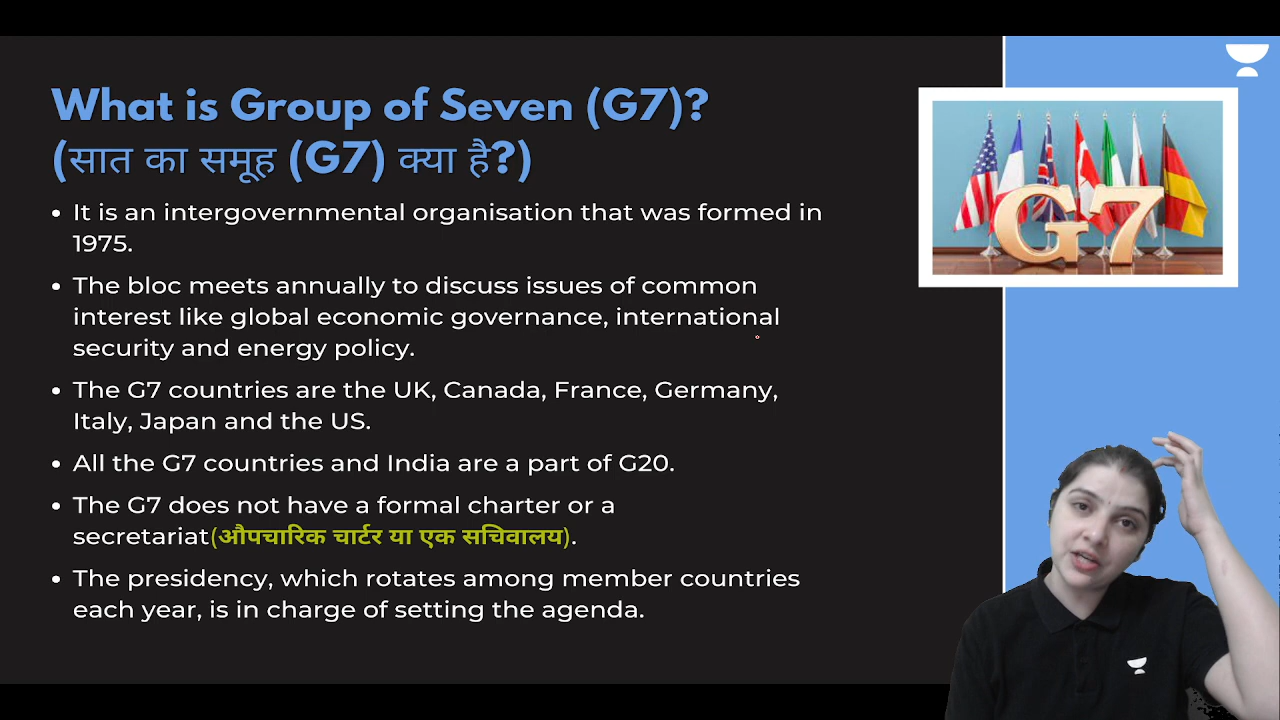 What is Group of Seven (G7)?
(सात का समूह (G7) क्या है?)
• It is an intergovernmental organisation that was formed in
1975.
• The bloc meets annually to discuss issues of common
interest like global economic governance, international
security and energy policy.
• The G7 countries are the UK, Canada, France, Germany,
Italy, Japan and the US.
• All the G7 countries and India are a part of G20.
• The G7 does not have a formal charter or a
secretariat(औपचारिक चार्टर या एक सचिवालय).
• The presidency, which rotates among member countries
each year, is in charge of setting the agenda.
G7